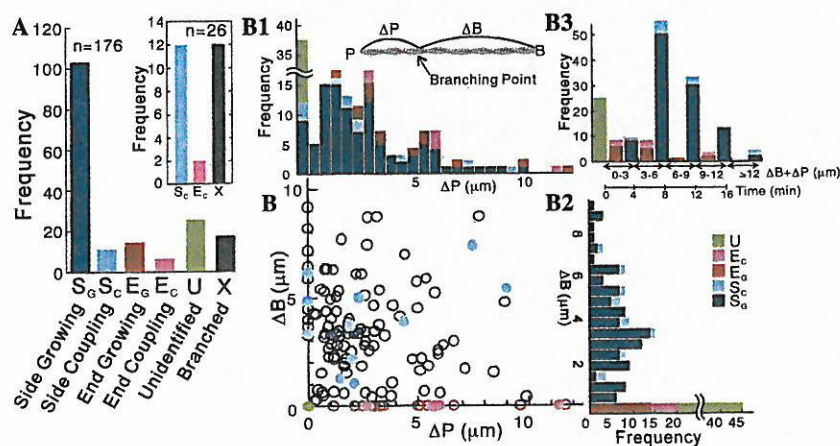 A
n=176
Frequency
120
100
80
60
40
20
0
S_G S_C E_G E_C U X
Side Growing
Side Coupling
End Growing
End Coupling
Unidentified
Branched
n=26
Frequency
14
12
10
8
6
4
2
0
S_C E_C X
B1
Frequency
40
35
15
10
5
0
5 10
ΔP (μm)
ΔP ΔB
P B
Branching Point
B3
Frequency
50
40
30
20
10
0
0-3 3-6 6-9 9-12 >12 ΔB+ΔP (μm)
0 4 8 12 16
Time (min)
B
ΔB (μm)
10
5
0
5 10
ΔP (μm)
B2
ΔB (μm)
8
6
4
2
0 5 10 15 20 40 45
Frequency
U
E_C
E_G
S_C
S_G